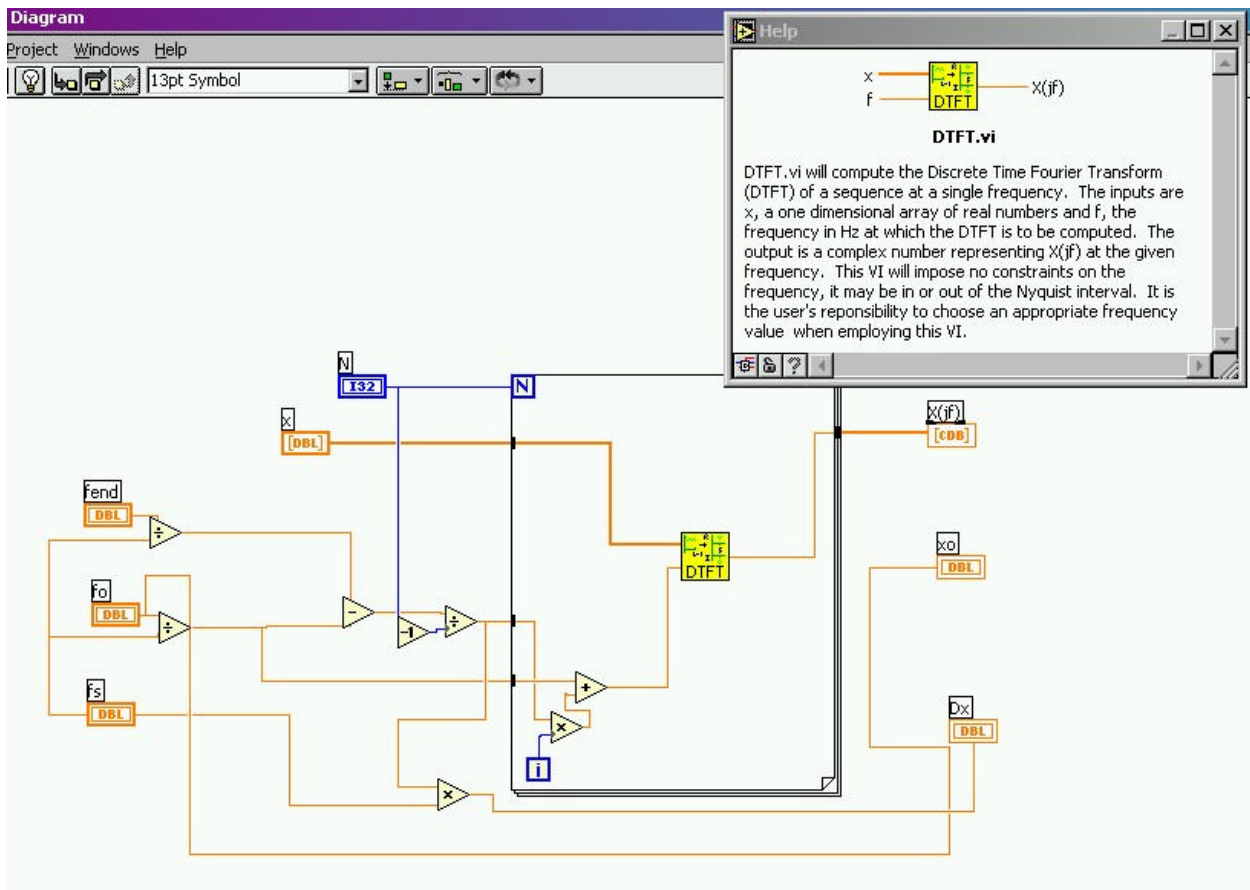 Diagram
Project Windows Help
13pt Symbol
Help
x
f
DTFT
X(jf)
DTFT.vi
DTFT.vi will compute the Discrete Time Fourier Transform
(DTFT) of a sequence at a single frequency. The inputs are
x, a one dimensional array of real numbers and f, the
frequency in Hz at which the DTFT is to be computed. The
output is a complex number representing X(jf) at the given
frequency. This VI will impose no constraints on the
frequency, it may be in or out of the Nyquist interval. It is
the user's reponsibility to choose an appropriate frequency
value when employing this VI.
N
I32
N
x
[DBL]
X(jf)
[CDB]
fend
DBL
÷
DTFT
xo
DBL
fo
DBL
÷
-
-1
÷
+
fs
DBL
×
i
Dx
DBL
×